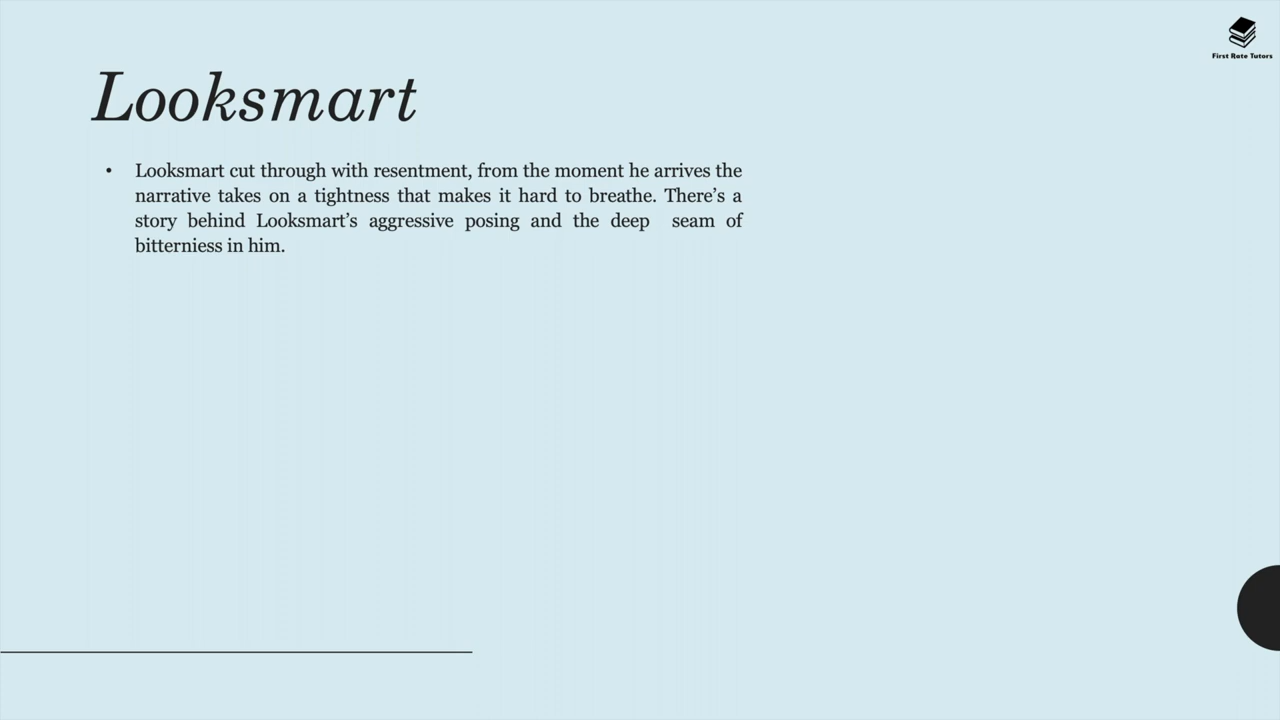 First Rate Tutors
Looksmart
• Looksmart cut through with resentment, from the moment he arrives the
narrative takes on a tightness that makes it hard to breathe. There’s a
story behind Looksmart’s aggressive posing and the deep seam of
bitterniess in him.